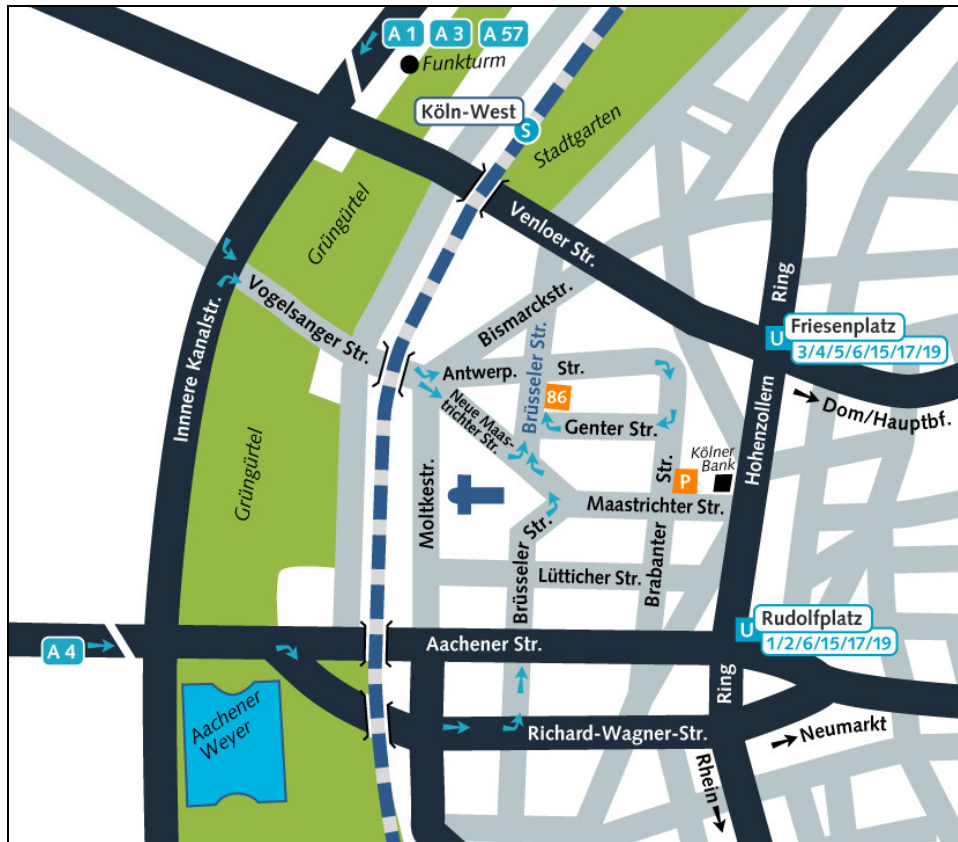 A 1 A 3 A 57
Funkturm
Köln-West
S
Stadtgarten
Grüngürtel
Venloer Str.
Ring
Vogelsanger Str.
Bismarckstr.
Friesenplatz
U
3/4/5/6/15/17/19
Innnere Kanalstr.
Brüsseler Str.
Antwerp. Str.
86
Dom/Hauptbf.
Neue Maas-
trichter Str.
Genter Str.
Hohenzollern
Kölner
Bank
Grüngürtel
Str.
P
Moltkestr.
Maastrichter Str.
Brüsseler Str.
Lütticher Str.
Brabanter
Rudolfplatz
U
1/2/6/15/17/19
A 4
Aachener Str.
Ring
Aachener
Weyer
Richard-Wagner-Str.
Neumarkt
Rhein